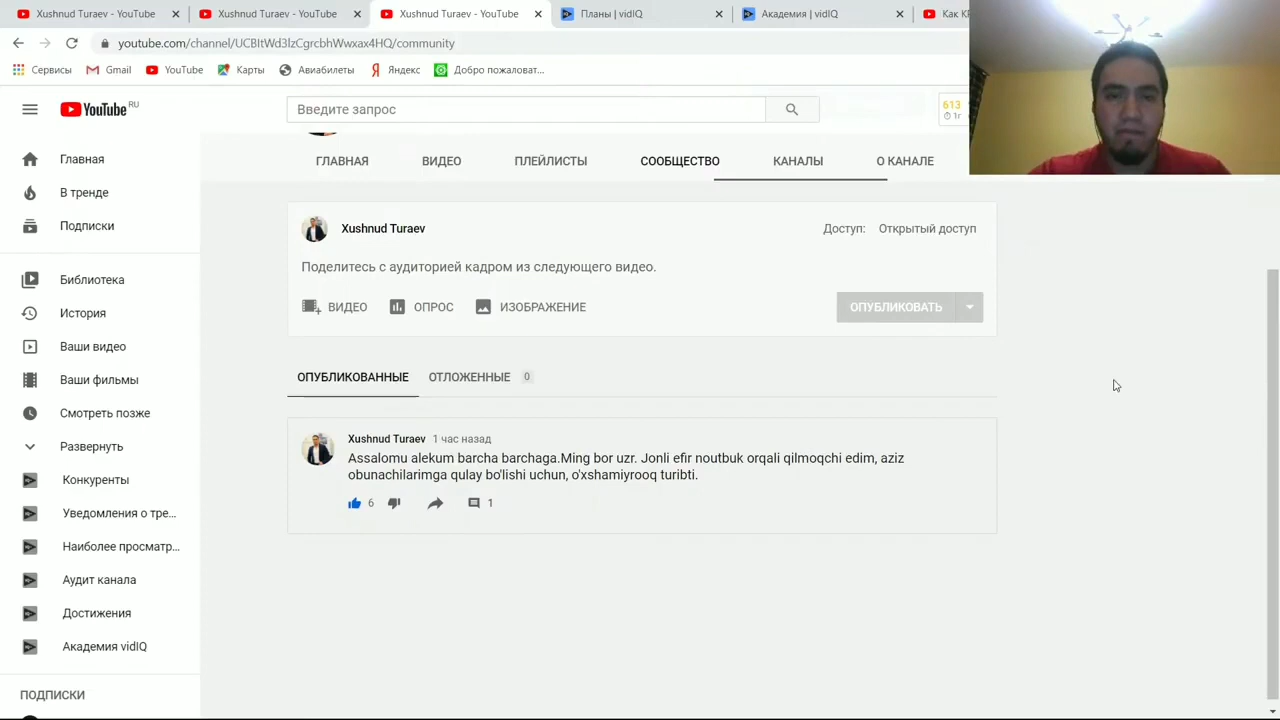 Xushnud Turaev - YouTube
Xushnud Turaev - YouTube
Xushnud Turaev - YouTube
Планы | vidIQ
Академия | vidIQ
youtube.com/channel/UCBltWd3lzCgrcbhWwxax4HQ/community
Сервисы
Gmail
YouTube
Карты
Авиабилеты
Яндекс
Добро пожаловат...
YouTube RU
Введите запрос
613
1г
Главная
В тренде
Подписки
Библиотека
История
Ваши видео
Ваши фильмы
Смотреть позже
Развернуть
Конкуренты
Уведомления о тре...
Наиболее просматр...
Аудит канала
Достижения
Академия vidIQ
ПОДПИСКИ
ГЛАВНАЯ
ВИДЕО
ПЛЕЙЛИСТЫ
СООБЩЕСТВО
КАНАЛЫ
О КАНАЛЕ
Xushnud Turaev
Доступ: Открытый доступ
Поделитесь с аудиторией кадром из следующего видео.
ВИДЕО
ОПРОС
ИЗОБРАЖЕНИЕ
ОПУБЛИКОВАТЬ
ОПУБЛИКОВАННЫЕ
ОТЛОЖЕННЫЕ 0
Xushnud Turaev 1 час назад
Assalomu alekum barcha barchaga.Ming bor uzr. Jonli efir noutbuk orqali qilmoqchi edim, aziz
obunachilarimga qulay bo'lishi uchun, o'xshamiyrooq turibti.
6
1